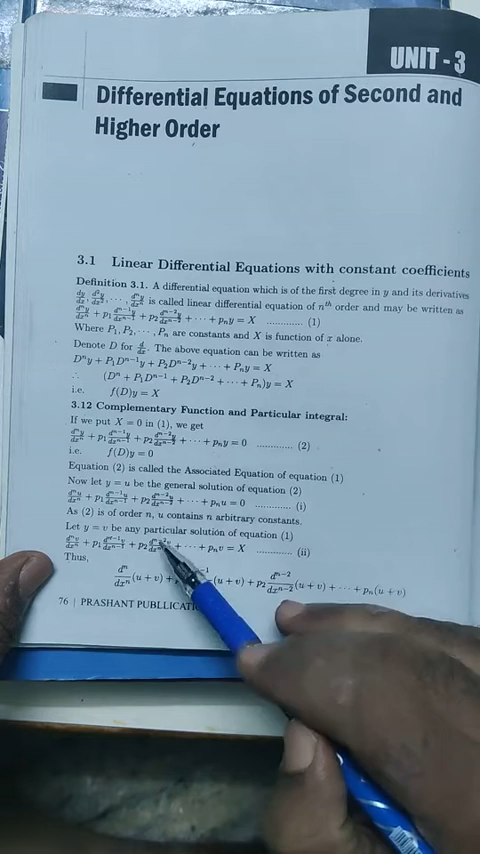 UNIT - 3
Differential Equations of Second and
Higher Order
3.1 Linear Differential Equations with constant coefficients
Definition 3.1. A differential equation which is of the first degree in y and its derivatives
dy/dx, d²y/dx², ⋯, dⁿy/dxⁿ is called linear differential equation of nᵗʰ order and may be written as
dⁿy/dxⁿ + p₁ dⁿ⁻¹y/dxⁿ⁻¹ + p₂ dⁿ⁻²y/dxⁿ⁻² + ⋯ + pₙy = X ............ (1)
Where P₁, P₂, ⋯, Pₙ are constants and X is function of x alone.
Denote D for d/dx. The above equation can be written as
Dⁿy + P₁Dⁿ⁻¹y + P₂Dⁿ⁻²y + ⋯ + Pₙy = X
∴ (Dⁿ + P₁Dⁿ⁻¹ + P₂Dⁿ⁻² + ⋯ + Pₙ)y = X
i.e. f(D)y = X
3.12 Complementary Function and Particular integral:
If we put X = 0 in (1), we get
dⁿy/dxⁿ + p₁ dⁿ⁻¹y/dxⁿ⁻¹ + p₂ dⁿ⁻²y/dxⁿ⁻² + ⋯ + pₙy = 0 ............ (2)
i.e. f(D)y = 0
Equation (2) is called the Associated Equation of equation (1)
Now let y = u be the general solution of equation (2)
dⁿy/dxⁿ + p₁ dⁿ⁻¹u/dxⁿ⁻¹ + p₂ dⁿ⁻²u/dxⁿ⁻² + ⋯ + pₙu = 0 ............ (i)
As (2) is of order n, u contains n arbitrary constants.
Let y = v be any particular solution of equation (1)
dⁿv/dxⁿ + p₁ dⁿ⁻¹v/dxⁿ⁻¹ + p₂ + ⋯ + pₙv = X ............ (ii)
Thus,
dⁿ/dxⁿ (u + v) + (u + v) + p₂ dⁿ⁻²/dxⁿ⁻² (u + v) + ⋯ + pₙ(u + v)
76 | PRASHANT